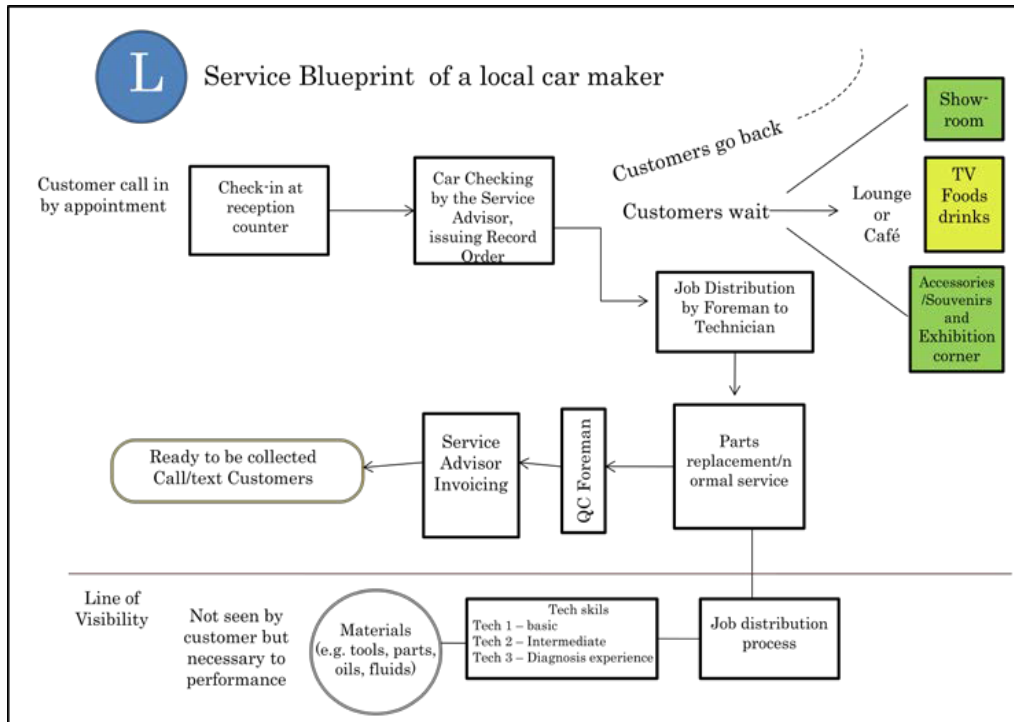 L
Service Blueprint of a local car maker
Customer call in
by appointment
Check-in at
reception
counter
Car Checking
by the Service
Advisor,
issuing Record
Order
Customers go back
Customers wait
Lounge
or
Café
Show-
room
TV
Foods
drinks
Accessories
/Souvenirs
and
Exhibition
corner
Job Distribution
by Foreman to
Technician
Parts
replacement/n
ormal service
QC Foreman
Service
Advisor
Invoicing
Ready to be collected
Call/text Customers
Line of
Visibility
Not seen by
customer but
necessary to
performance
Materials
(e.g. tools, parts,
oils, fluids)
Tech skils
Tech 1 – basic
Tech 2 – Intermediate
Tech 3 – Diagnosis experience
Job distribution
process